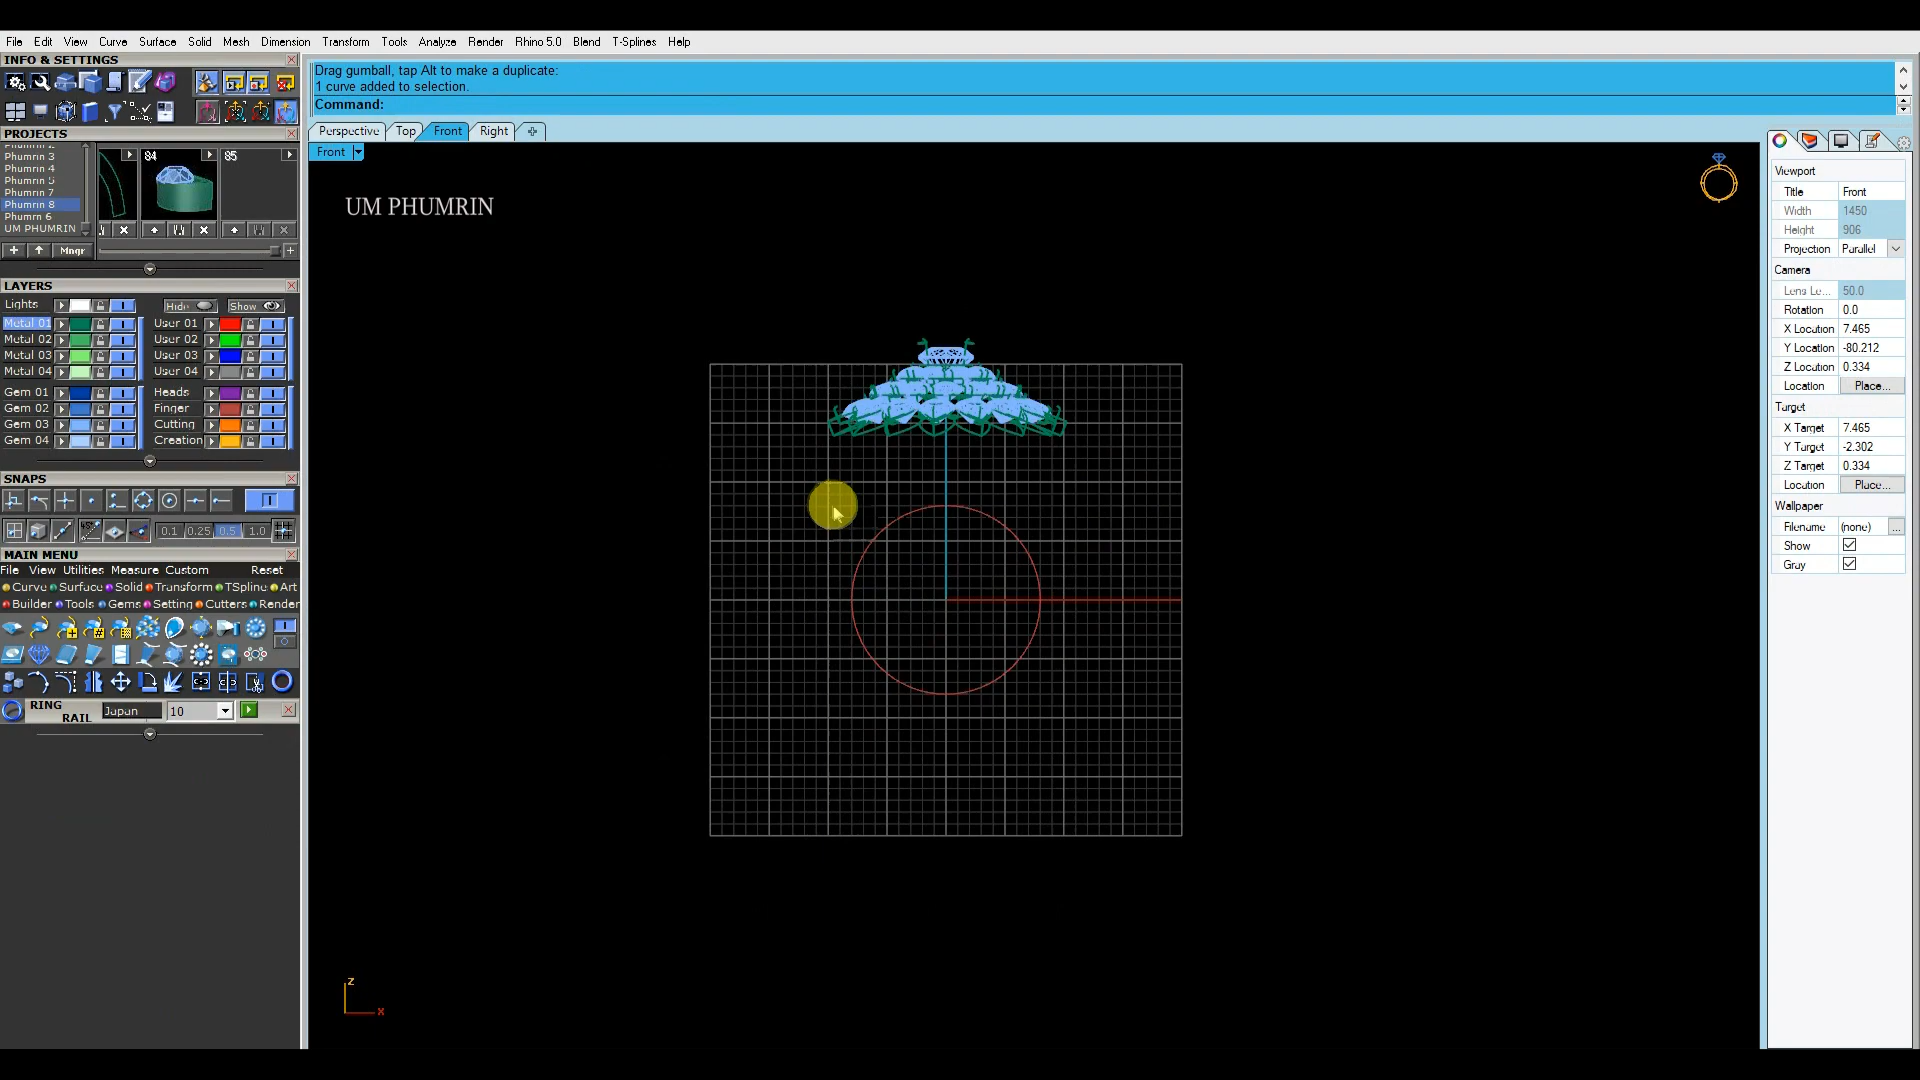 File Edit View Curve Surface Solid Mesh Dimension Transform Tools Analyze Render Rhino 5.0 Blend T-Splines Help
INFO & SETTINGS
Drag gumball, tap Alt to make a duplicate:
1 curve added to selection.
Command:
Perspective Top Front Right
Front
UM PHUMRIN
PROJECTS
Phumrin 3
Phumrin 4
Phumrin 5
Phumrin 7
Phumrin 8
Phumrn 6
UM PHUMRIN
84 85
Mngr
LAYERS
Lights Hide Show
Metal 01 User 01
Metal 02 User 02
Metal 03 User 03
Metal 04 User 04
Gem 01 Heads
Gem 02 Finger
Gem 03 Cutting
Gem 04 Creation
SNAPS
0.1 0.25 0.5 1.0
MAIN MENU
File View Utilities Measure Custom Reset
Curve Surface Solid Transform TSpline Art
Builder Tools Gems Setting Cutters Render
RING RAIL Japan 10
z
x
Viewport
Title Front
Width 1450
Height 906
Projection Parallel
Camera
Lens Le... 50.0
Rotation 0.0
X Location 7.465
Y Location -80.212
Z Location 0.334
Location Place...
Target
X Target 7.465
Y Target -2.302
Z Target 0.334
Location Place...
Wallpaper
Filename (none) ...
Show
Gray